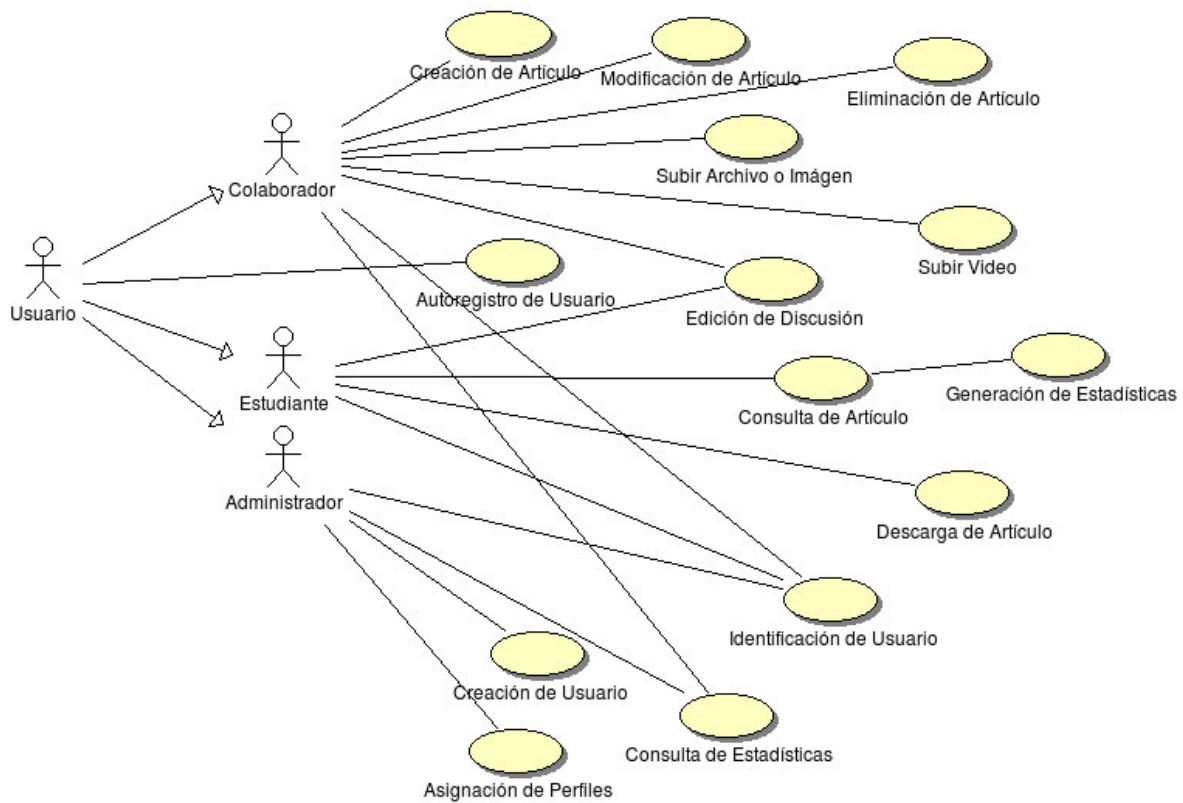 Creación de Artículo
Modificación de Artículo
Eliminación de Artículo
Colaborador
Subir Archivo o Imágen
Subir Video
Usuario
Autoregistro de Usuario
Edición de Discusión
Estudiante
Consulta de Artículo
Generación de Estadísticas
Administrador
Descarga de Artículo
Identificación de Usuario
Creación de Usuario
Consulta de Estadísticas
Asignación de Perfiles